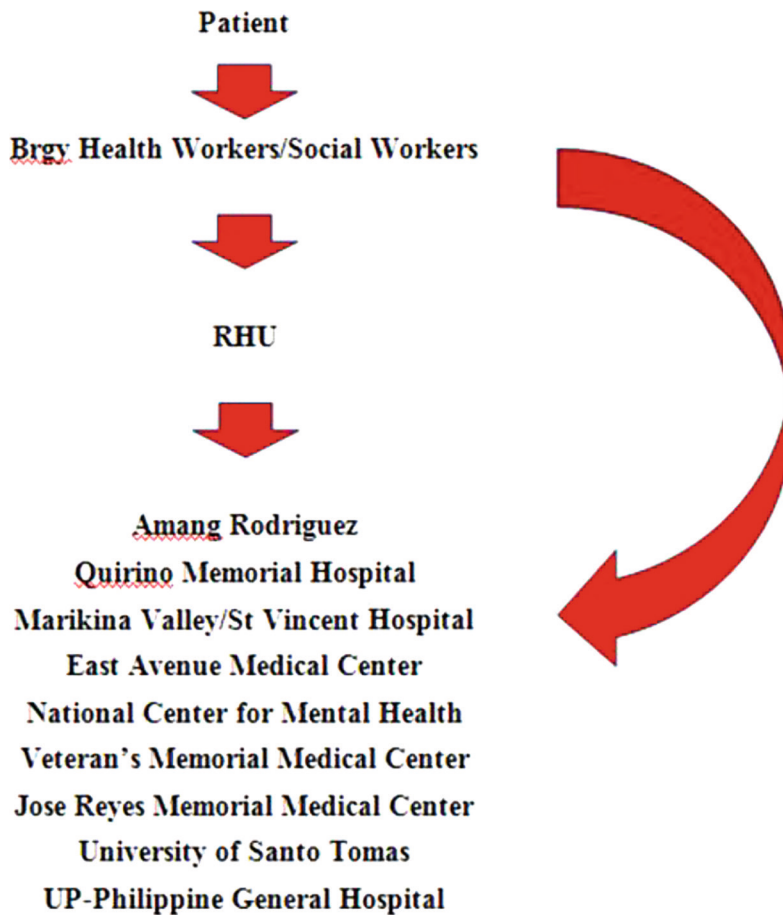 Patient
Brgy Health Workers/Social Workers
RHU
Amang Rodriguez
Quirino Memorial Hospital
Marikina Valley/St Vincent Hospital
East Avenue Medical Center
National Center for Mental Health
Veteran’s Memorial Medical Center
Jose Reyes Memorial Medical Center
University of Santo Tomas
UP-Philippine General Hospital